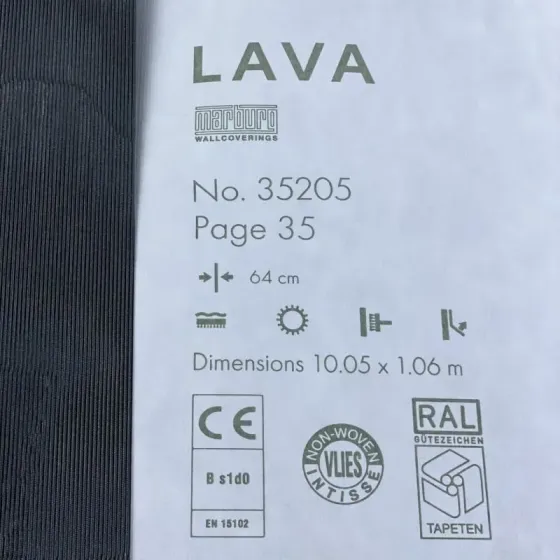 LAVA
marburg
WALLCOVERINGS
No. 35205
Page 35
64 cm
Dimensions 10.05 x 1.06 m
CE
B s1d0
EN 15102
NON-WOVEN
VLIES
INTISSÉ
RAL
GÜTEZEICHEN
TAPETEN